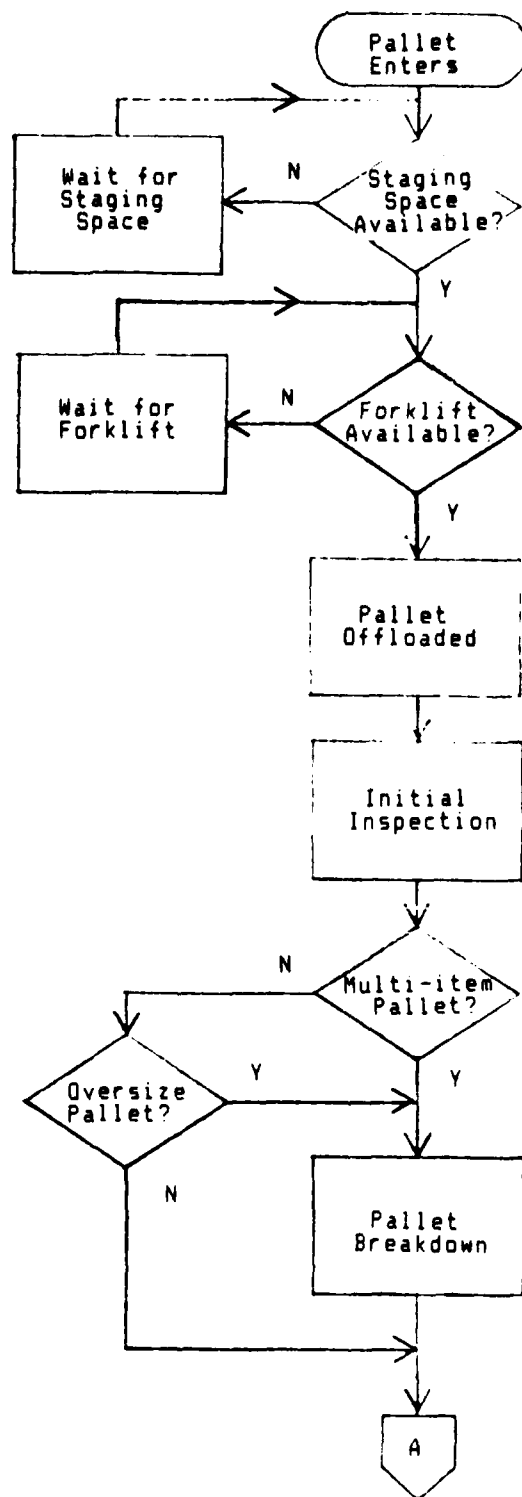 Pallet
Enters
Wait for
Staging
Space
N
Staging
Space
Available?
Y
Wait for
Forklift
N
Forklift
Available?
Y
Pallet
Offloaded
Initial
Inspection
N
Multi-item
Pallet?
Oversize
Pallet?
Y
Y
N
Pallet
Breakdown
A